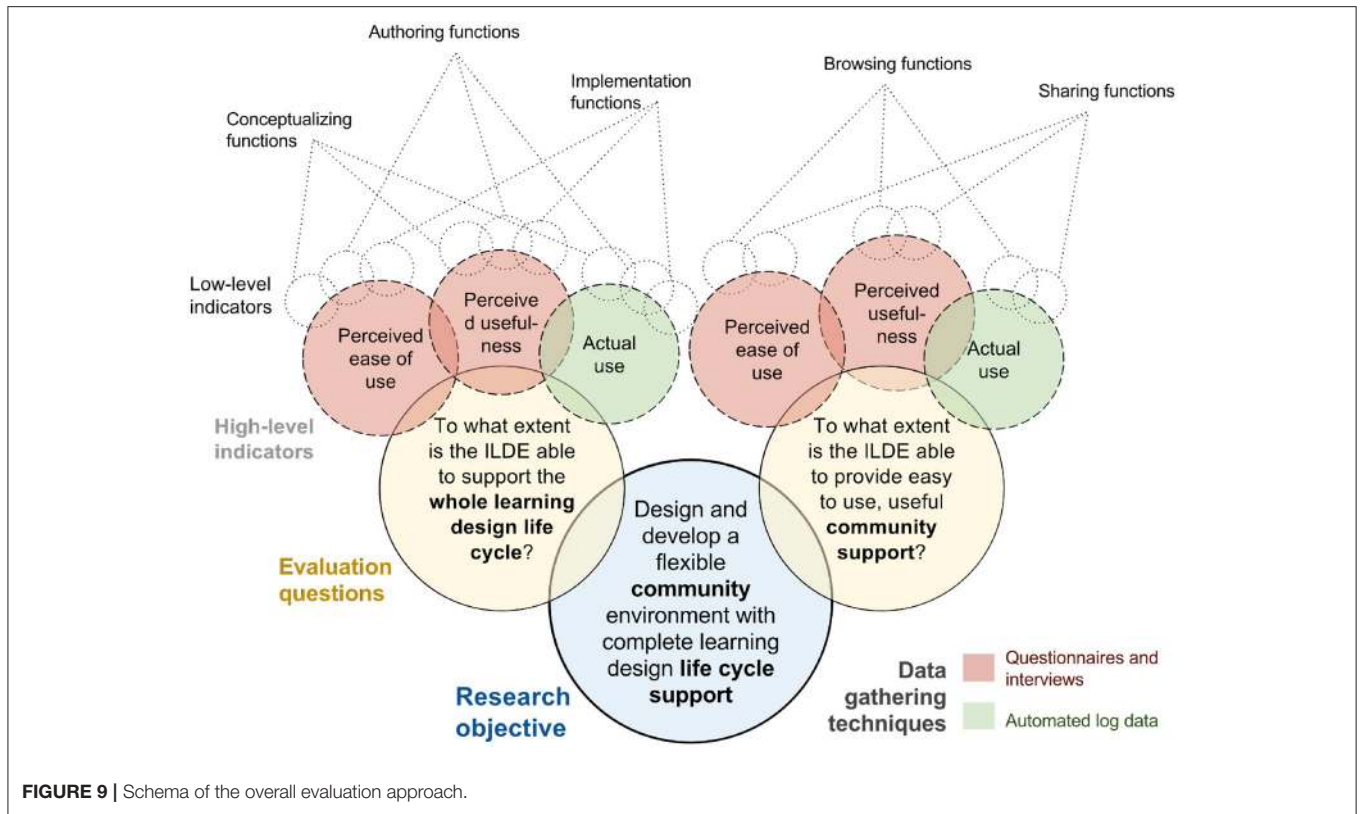 Authoring functions
Implementation
functions
Conceptualizing
functions
Browsing functions
Sharing functions
Low-level
indicators
Perceived
ease of
use
Perceive
d useful-
ness
Actual
use
Perceived
ease of
use
Perceived
useful-
ness
Actual
use
High-level
indicators
To what extent
is the ILDE able
to support the
whole learning
design life
cycle?
To what extent
is the ILDE able
to provide easy
to use, useful
community
support?
Evaluation
questions
Design and
develop a
flexible
community
environment with
complete learning
design life cycle
support
Research
objective
Data
gathering
techniques
Questionnaires and
interviews
Automated log data
FIGURE 9 | Schema of the overall evaluation approach.